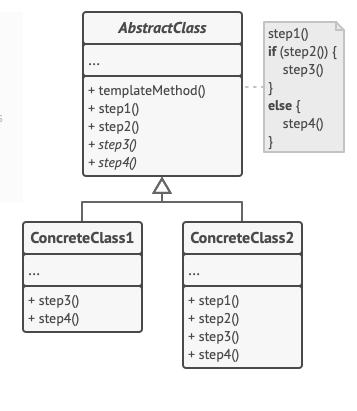 AbstractClass
...
+ templateMethod()
+ step1()
+ step2()
+ step3()
+ step4()
step1()
if (step2()) {
step3()
}
else {
step4()
}
ConcreteClass1
...
+ step3()
+ step4()
ConcreteClass2
...
+ step1()
+ step2()
+ step3()
+ step4()